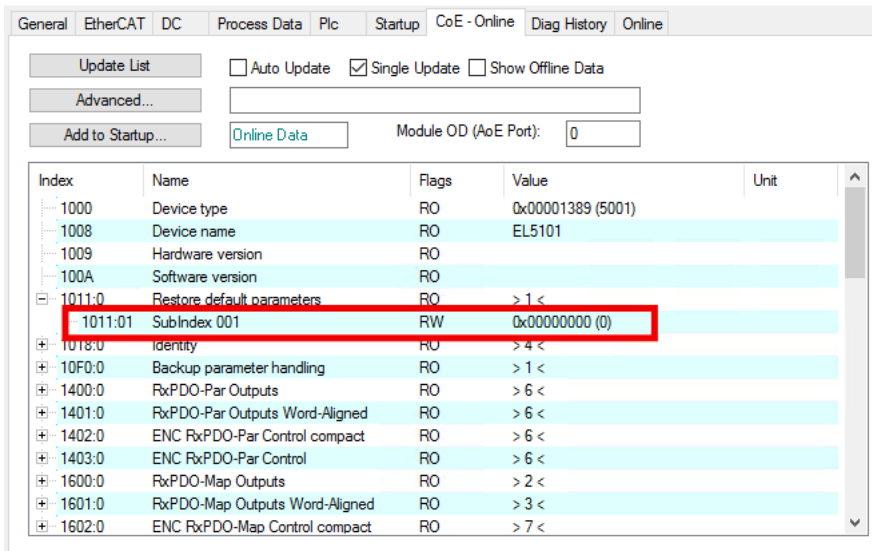 General EtherCAT DC Process Data Plc Startup CoE - Online Diag History Online
Update List Auto Update Single Update Show Offline Data
Advanced...
Add to Startup... Online Data Module OD (AoE Port): 0
Index Name Flags Value Unit
1000 Device type RO 0x00001389 (5001)
1008 Device name RO EL5101
1009 Hardware version RO
100A Software version RO
1011:0 Restore default parameters RO > 1 <
1011:01 SubIndex 001 RW 0x00000000 (0)
1018:0 Identity RO > 4 <
10F0:0 Backup parameter handling RO > 1 <
1400:0 RxPDO-Par Outputs RO > 6 <
1401:0 RxPDO-Par Outputs Word-Aligned RO > 6 <
1402:0 ENC RxPDO-Par Control compact RO > 6 <
1403:0 ENC RxPDO-Par Control RO > 6 <
1600:0 RxPDO-Map Outputs RO > 2 <
1601:0 RxPDO-Map Outputs Word-Aligned RO > 3 <
1602:0 ENC RxPDO-Map Control compact RO > 7 <